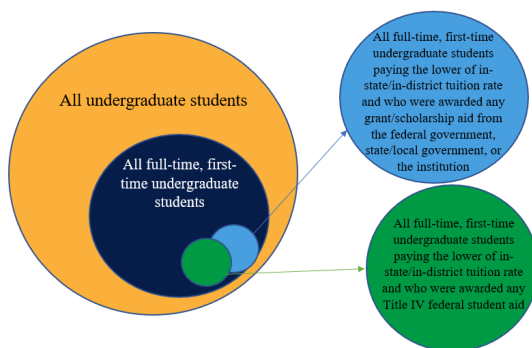 All undergraduate students
All full-time, first-
time undergraduate
students
All full-time, first-time
undergraduate students
paying the lower of in-
state/in-district tuition rate
and who were awarded any
grant/scholarship aid from
the federal government,
state/local government, or
the institution
All full-time, first-time
undergraduate students
paying the lower of in-
state/in-district tuition rate
and who were awarded any
Title IV federal student aid